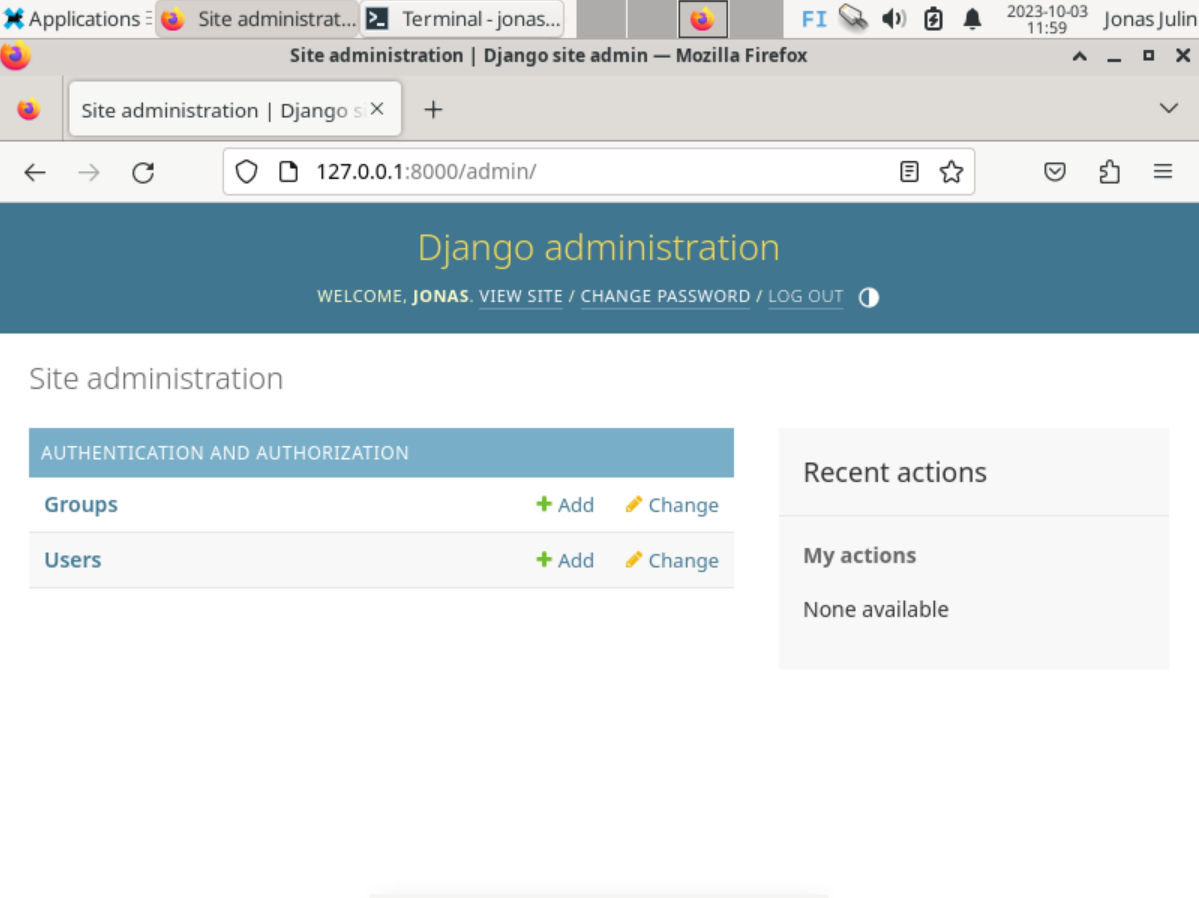 Applications Site administrat... Terminal - jonas... FI 2023-10-03 Jonas Julin
11:59
Site administration | Django site admin — Mozilla Firefox
Site administration | Django s
127.0.0.1:8000/admin/
Django administration
WELCOME, JONAS. VIEW SITE / CHANGE PASSWORD / LOG OUT
Site administration
AUTHENTICATION AND AUTHORIZATION
Groups Add Change
Users Add Change
Recent actions
My actions
None available